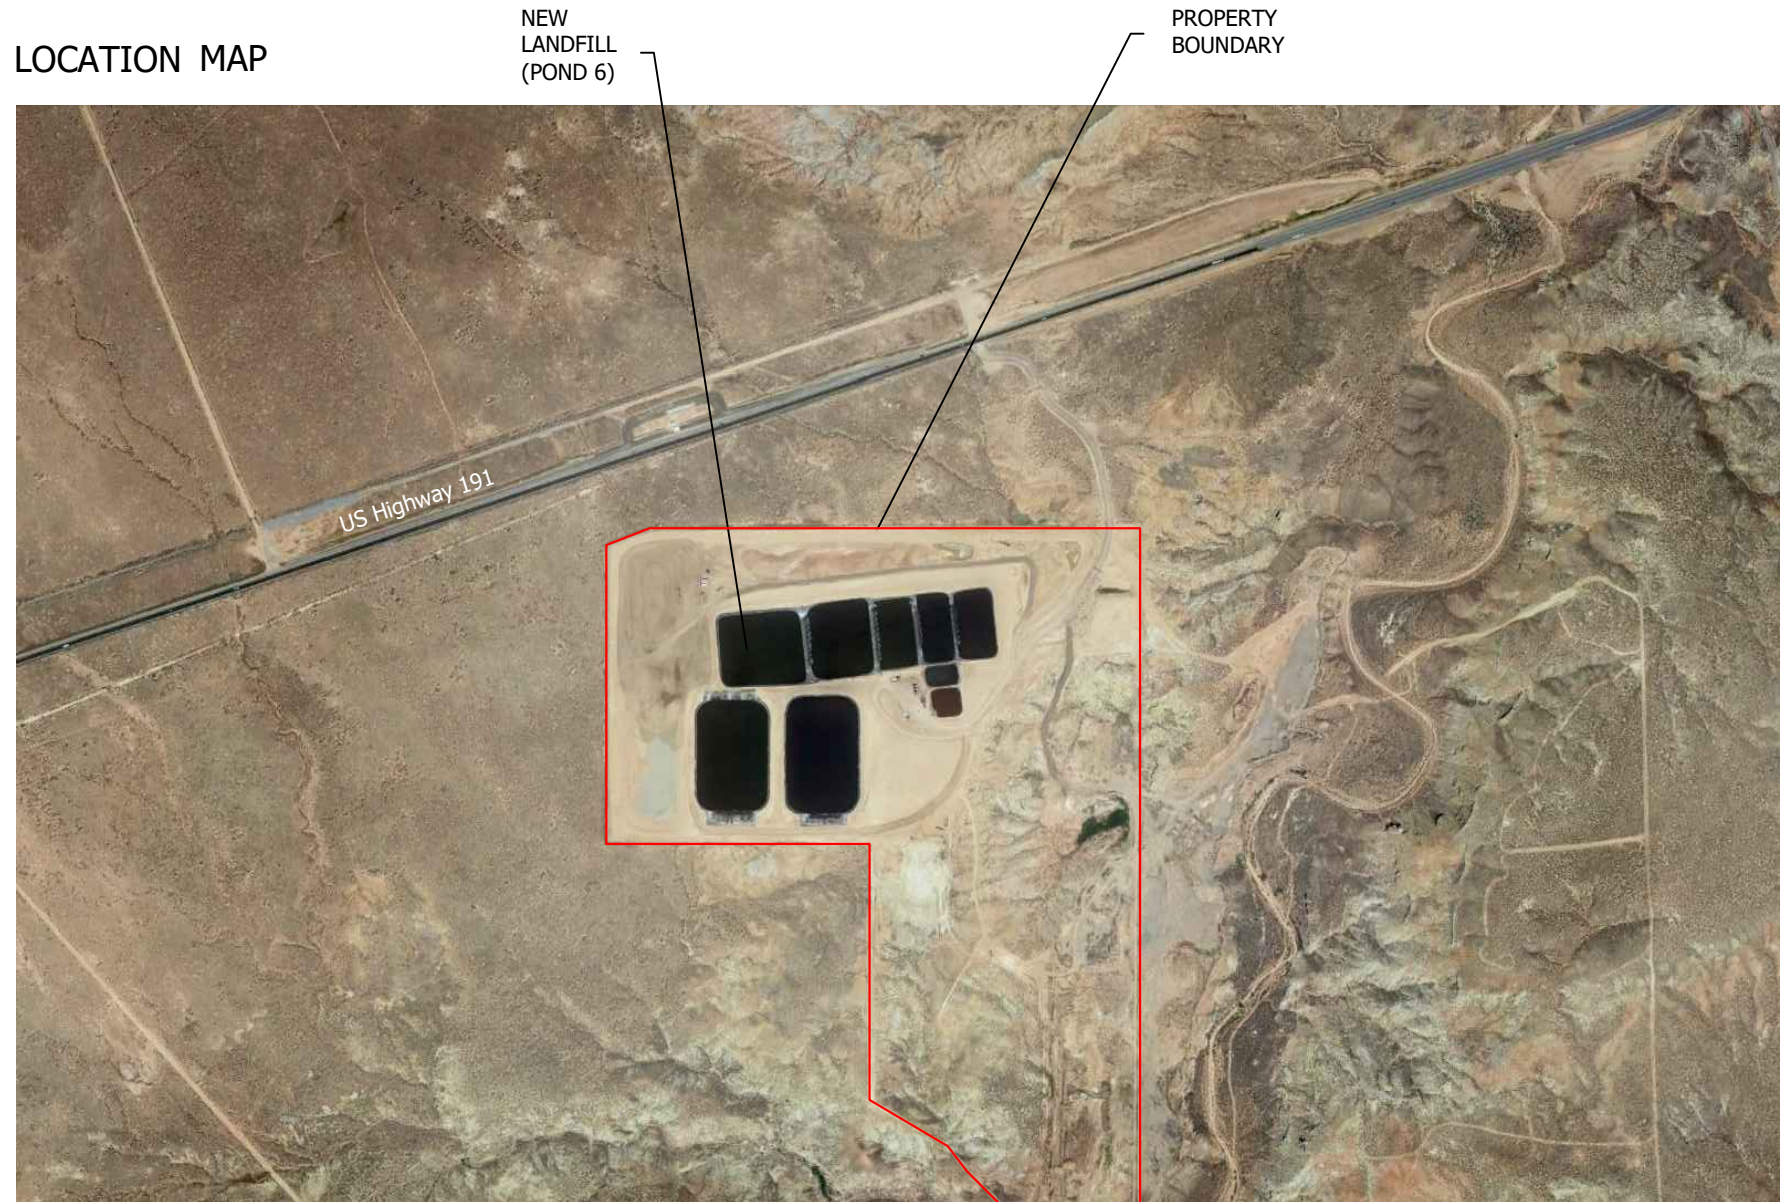 NEW
LANDFILL
(POND 6)
PROPERTY
BOUNDARY
LOCATION MAP
US Highway 191